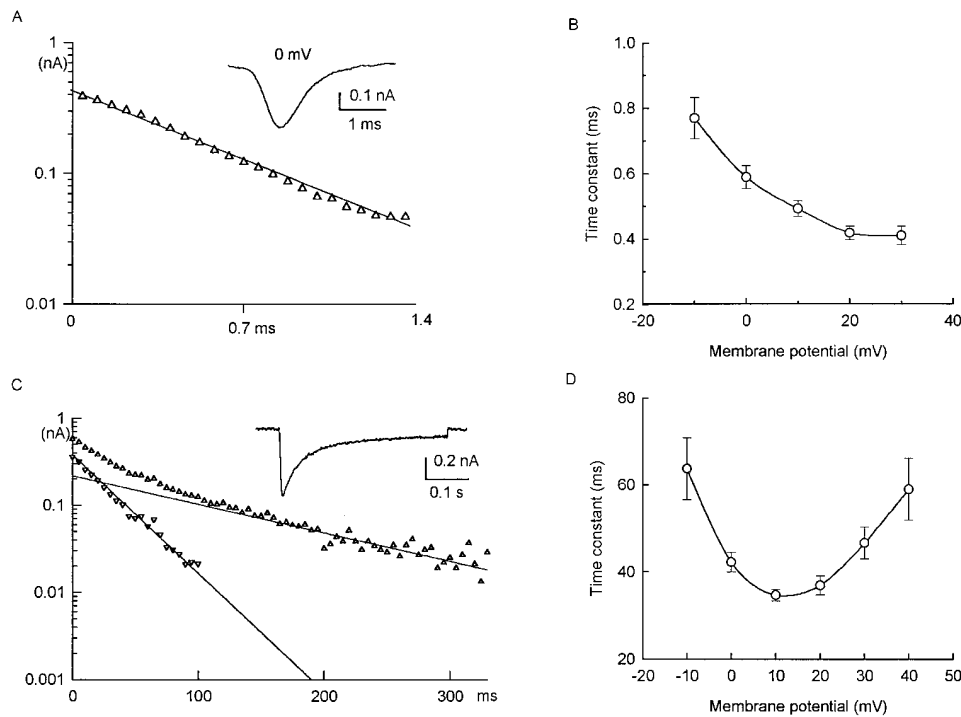 A
1
(nA)
0.1
0.01
0
0.7 ms
1.4
0 mV
0.1 nA
1 ms
B
Time constant (ms)
1.0
0.8
0.6
0.4
0.2
-20
0
20
40
Membrane potential (mV)
C
1
(nA)
0.1
0.01
0.001
0
100
200
300
ms
0.2 nA
0.1 s
D
Time constant (ms)
80
60
40
20
-20
-10
0
10
20
30
40
50
Membrane potential (mV)